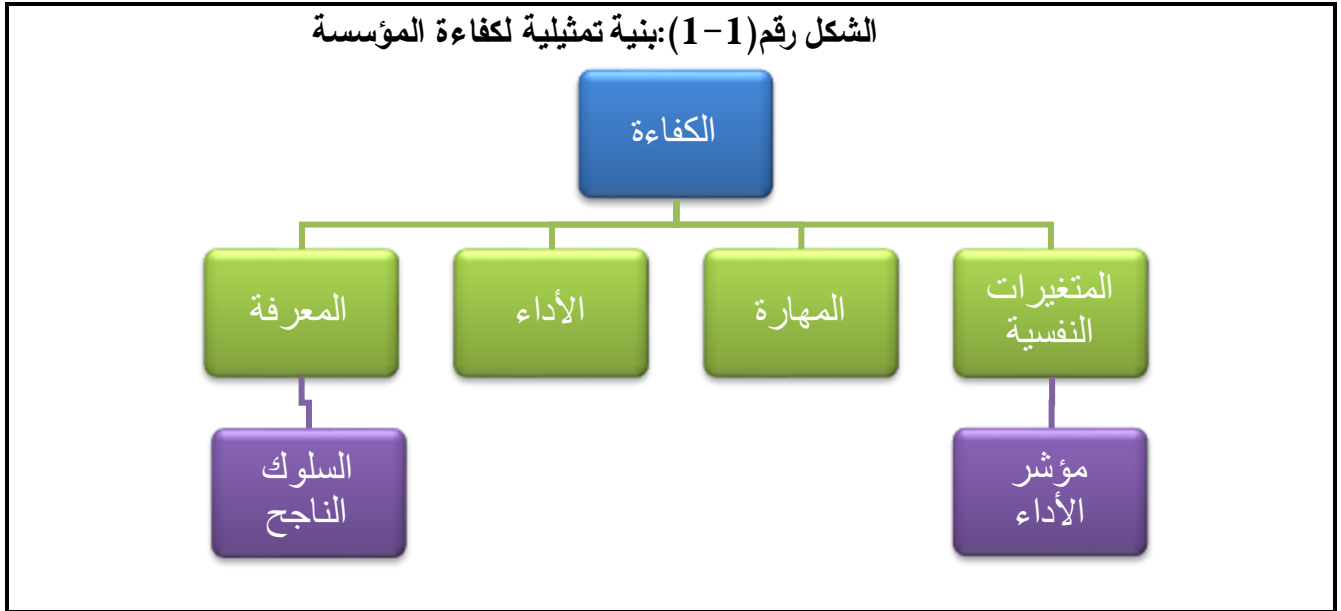 الشكل رقم(1-1):بنية تمثيلية لكفاءة المؤسسة
الكفاءة
المتغيرات
النفسية
المهارة
الأداء
المعرفة
مؤشر
الأداء
السلوك
الناجح